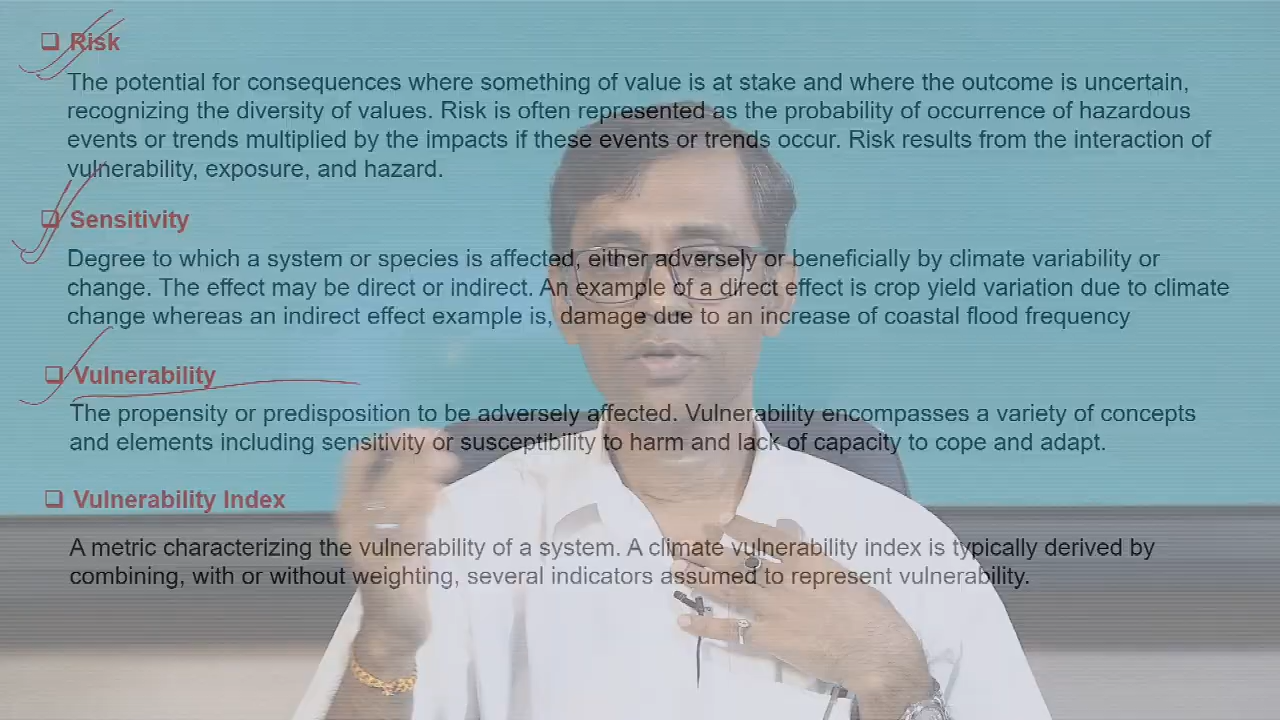 Risk
The potential for consequences where something of value is at stake and where the outcome is uncertain,
recognizing the diversity of values. Risk is often represented as the probability of occurrence of hazardous
events or trends multiplied by the impacts if these events or trends occur. Risk results from the interaction of
vulnerability, exposure, and hazard.
Sensitivity
Degree to which a system or species is affected, either adversely or beneficially by climate variability or
change. The effect may be direct or indirect. An example of a direct effect is crop yield variation due to climate
change whereas an indirect effect example is, damage due to an increase of coastal flood frequency
Vulnerability
The propensity or predisposition to be adversely affected. Vulnerability encompasses a variety of concepts
and elements including sensitivity or susceptibility to harm and lack of capacity to cope and adapt.
Vulnerability Index
A metric characterizing the vulnerability of a system. A climate vulnerability index is typically derived by
combining, with or without weighting, several indicators assumed to represent vulnerability.